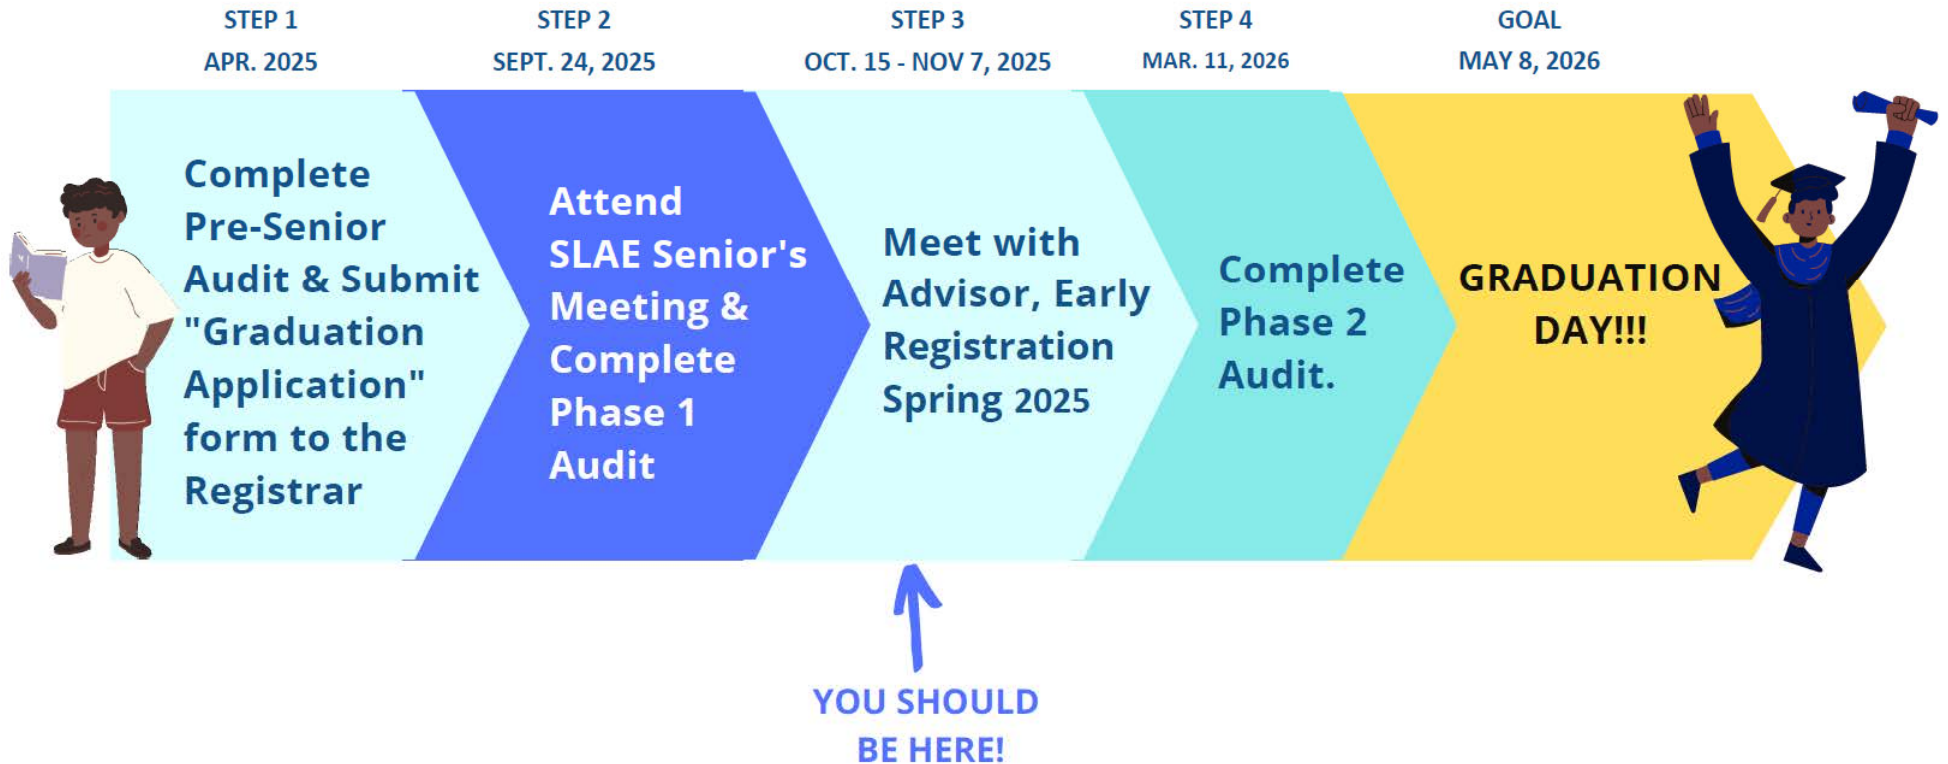 STEP 1
APR. 2025
STEP 2
SEPT. 24, 2025
STEP 3
OCT. 15 - NOV 7, 2025
STEP 4
MAR. 11, 2026
GOAL
MAY 8, 2026
Complete
Pre-Senior
Audit & Submit
"Graduation
Application"
form to the
Registrar
Attend
SLAE Senior's
Meeting &
Complete
Phase 1
Audit
Meet with
Advisor, Early
Registration
Spring 2025
Complete
Phase 2
Audit.
GRADUATION
DAY!!!
YOU SHOULD
BE HERE!